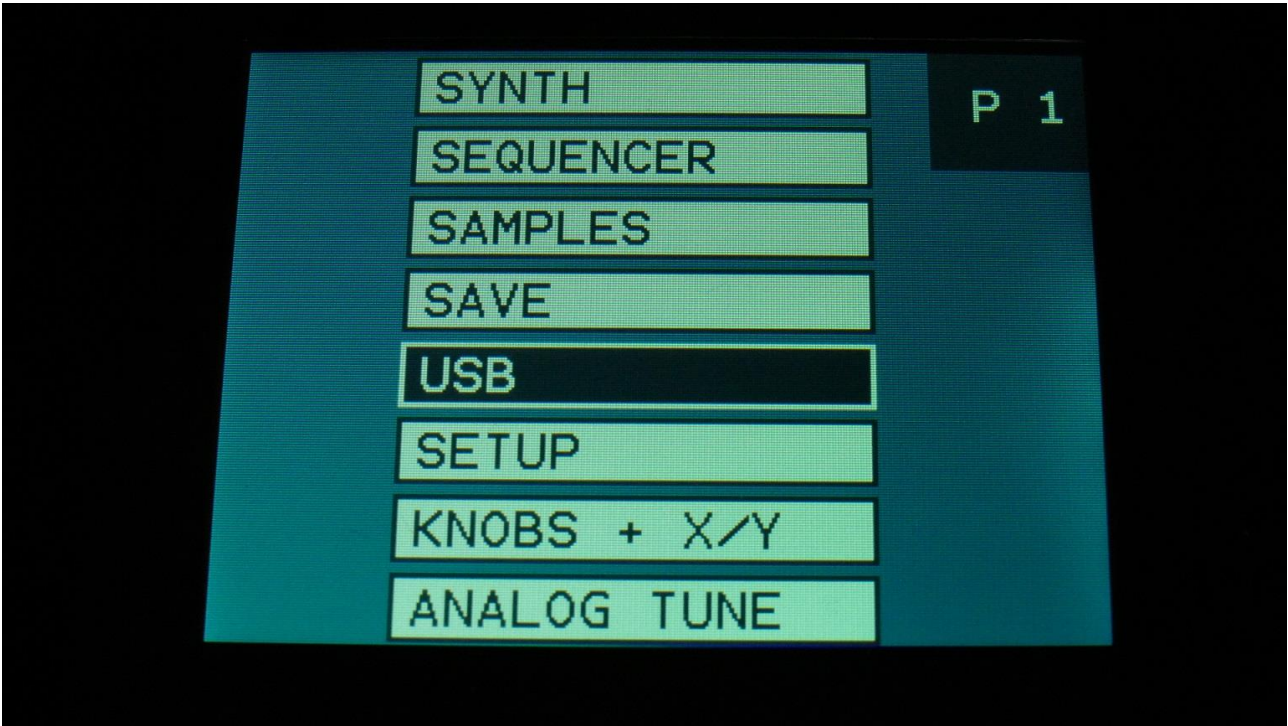 SYNTH
P 1
SEQUENCER
SAMPLES
SAVE
USB
SETUP
KNOBS + X/Y
ANALOG TUNE